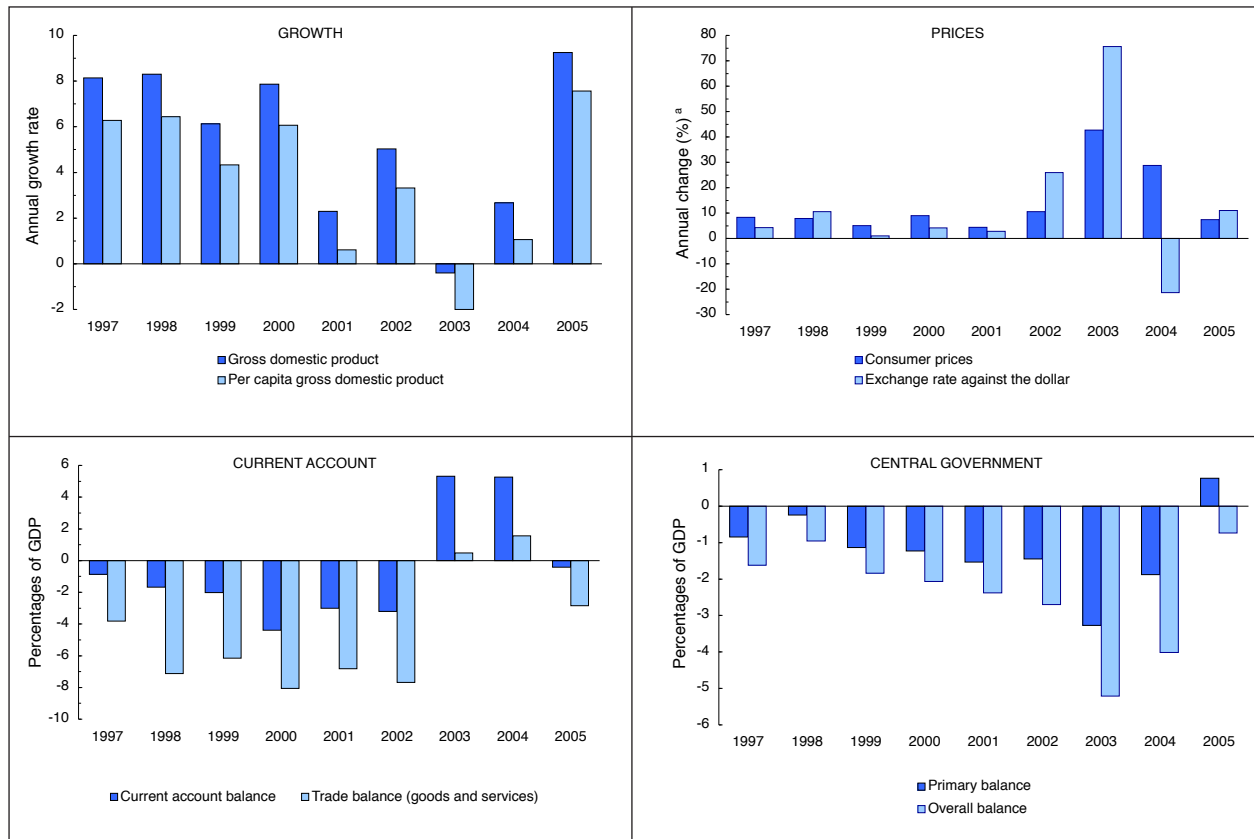 GROWTH
Annual growth rate
10
8
6
4
2
0
-2
1997 1998 1999 2000 2001 2002 2003 2004 2005
Gross domestic product
Per capita gross domestic product
PRICES
Annual change (%) a
80
70
60
50
40
30
20
10
0
-10
-20
-30
1997 1998 1999 2000 2001 2002 2003 2004 2005
Consumer prices
Exchange rate against the dollar
CURRENT ACCOUNT
Percentages of GDP
6
4
2
0
-2
-4
-6
-8
-10
1997 1998 1999 2000 2001 2002 2003 2004 2005
Current account balance Trade balance (goods and services)
CENTRAL GOVERNMENT
Percentages of GDP
1
0
-1
-2
-3
-4
-5
-6
1997 1998 1999 2000 2001 2002 2003 2004 2005
Primary balance
Overall balance